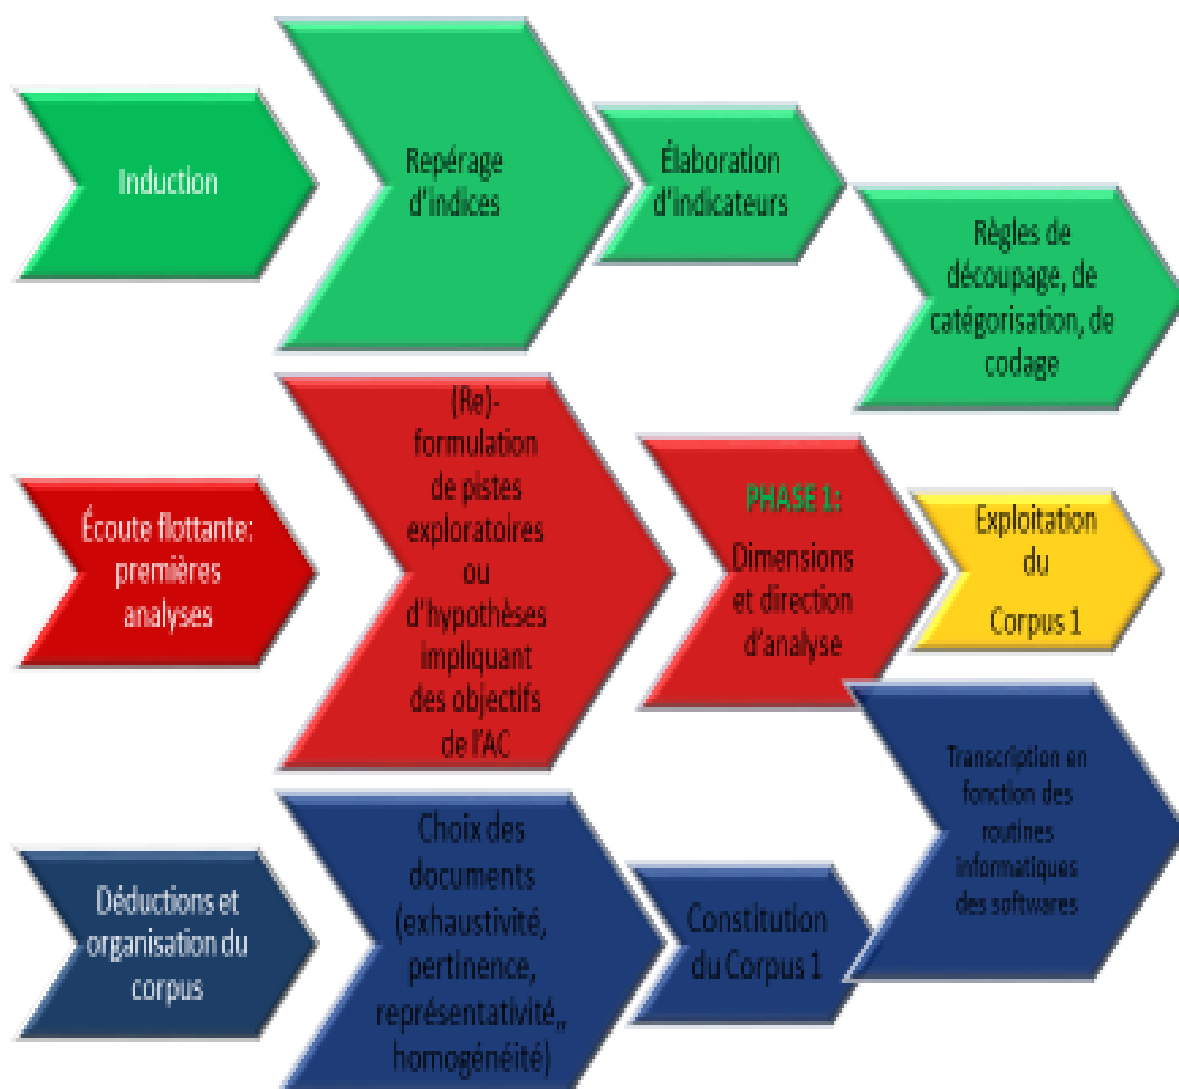 Induction
Repérage
d'indices
Élaboration
d'indicateurs
Règles de
découpage, de
catégorisation, de
codage
Écoute flottante:
premières
analyses
(Re)-
formulation
de pistes
exploratoires
ou
d'hypothèses
impliquant
des objectifs
de l'AC
PHASE 1:
Dimensions
et direction
d'analyse
Exploitation
du
Corpus 1
Déductions et
organisation du
corpus
Choix des
documents
(exhaustivité,
pertinence,
représentativité,,
homogénéité)
Constitution
du Corpus 1
Transcription en
fonction des
routines
informatiques
des softwares